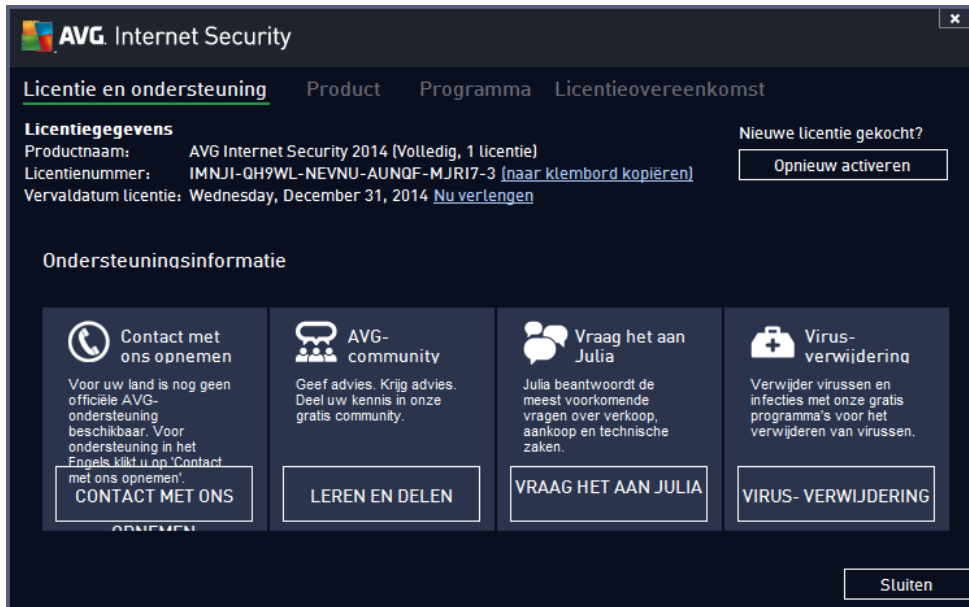 AVG. Internet Security
Licentie en ondersteuning Product Programma Licentieovereenkomst
Licentiegegevens
Productnaam: AVG Internet Security 2014 (Volledig, 1 licentie)
Licentienummer: IMNJI-QH9WL-NEVNU-AUNQF-MJRI7-3 (naar klembord kopiëren)
Vervaldatum licentie: Wednesday, December 31, 2014 Nu verlengen
Nieuwe licentie gekocht?
Opnieuw activeren
Ondersteuningsinformatie
Contact met
ons opnemen
Voor uw land is nog geen
officiële AVG-
ondersteuning
beschikbaar. Voor
ondersteuning in het
Engels klikt u op 'Contact
met ons opnemen'.
CONTACT MET ONS
OPNEMEN
AVG-
community
Geef advies. Krijg advies.
Deel uw kennis in onze
gratis community.
LEREN EN DELEN
Vraag het aan
Julia
Julia beantwoordt de
meest voorkomende
vragen over verkoop,
aankoop en technische
zaken.
VRAAG HET AAN JULIA
Virus-
verwijdering
Verwijder virussen en
infecties met onze gratis
programma's voor het
verwijderen van virussen.
VIRUS- VERWIJDERING
Sluiten